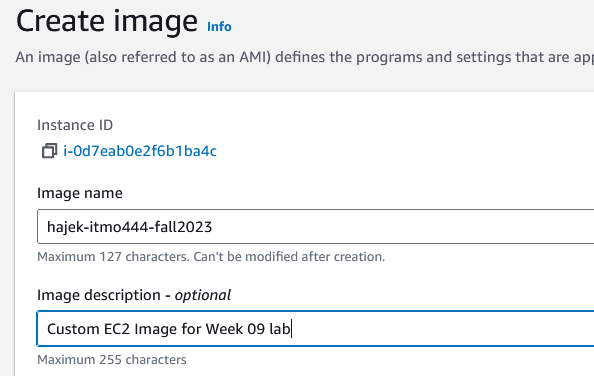 Create image Info
An image (also referred to as an AMI) defines the programs and settings that are
Instance ID
i-0d7eab0e2f6b1ba4c
Image name
hajek-itmo444-fall2023
Maximum 127 characters. Can't be modified after creation.
Image description - optional
Custom EC2 Image for Week 09 lab
Maximum 255 characters